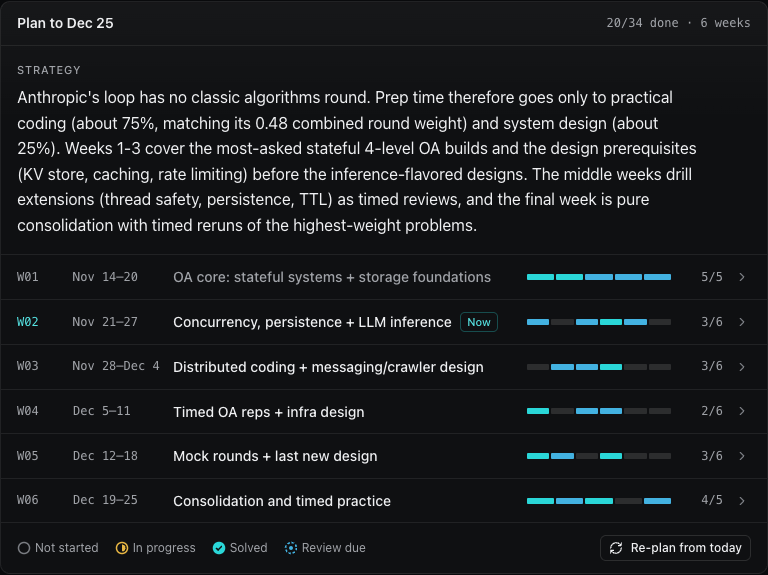 Plan to Dec 25
20/34 done · 6 weeks
STRATEGY
Anthropic's loop has no classic algorithms round. Prep time therefore goes only to practical
coding (about 75%, matching its 0.48 combined round weight) and system design (about
25%). Weeks 1-3 cover the most-asked stateful 4-level OA builds and the design prerequisites
(KV store, caching, rate limiting) before the inference-flavored designs. The middle weeks drill
extensions (thread safety, persistence, TTL) as timed reviews, and the final week is pure
consolidation with timed reruns of the highest-weight problems.
W01 Nov 14–20 OA core: stateful systems + storage foundations 5/5
W02 Nov 21–27 Concurrency, persistence + LLM inference Now 3/6
W03 Nov 28–Dec 4 Distributed coding + messaging/crawler design 3/6
W04 Dec 5–11 Timed OA reps + infra design 2/6
W05 Dec 12–18 Mock rounds + last new design 3/6
W06 Dec 19–25 Consolidation and timed practice 4/5
Not started In progress Solved Review due Re-plan from today